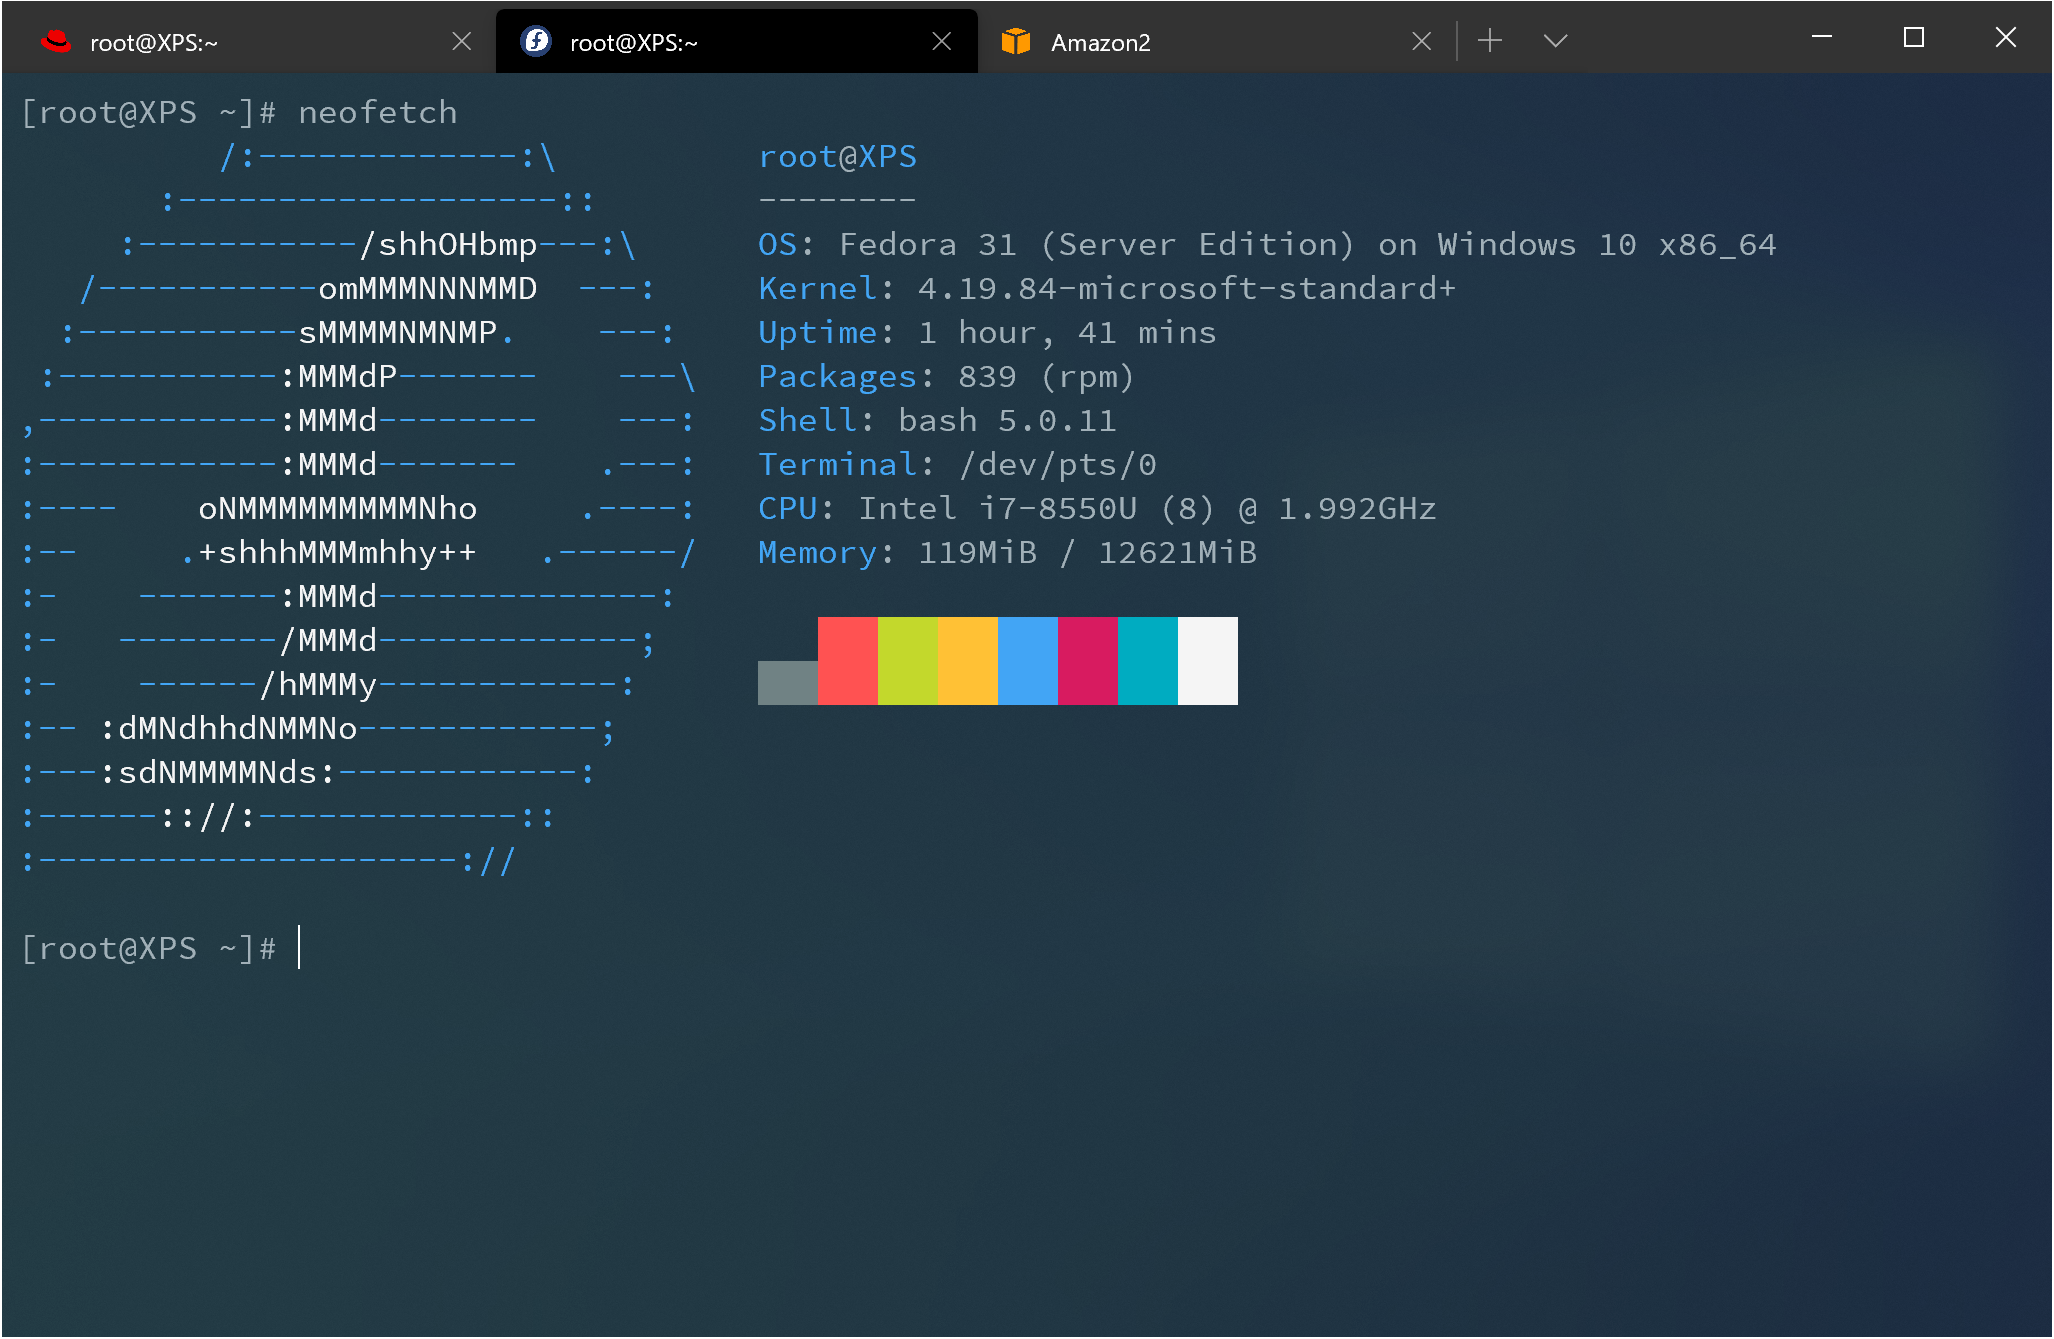 root@XPS:~
root@XPS:~
Amazon2
[root@XPS ~]# neofetch
          /:-------------:\          root@XPS
       :-------------------::        --------
     :-----------/shhOHbmp---:\      OS: Fedora 31 (Server Edition) on Windows 10 x86_64
   /-----------omMMMNNNMMD  ---:     Kernel: 4.19.84-microsoft-standard+
  :-----------sMMMMNMNMP.    ---:    Uptime: 1 hour, 41 mins
 :-----------:MMMdP-------    ---\   Packages: 839 (rpm)
,------------:MMMd--------    ---:   Shell: bash 5.0.11
:------------:MMMd-------    .---:   Terminal: /dev/pts/0
:----    oNMMMMMMMMMNho     .----:   CPU: Intel i7-8550U (8) @ 1.992GHz
:--     .+shhhMMMmhhy++   .------/   Memory: 119MiB / 12621MiB
:-    -------:MMMd--------------:
:-   --------/MMMd-------------;
:-    ------/hMMMy------------:
:-- :dMNdhhdNMMNo------------;
:---:sdNMMMMNds:------------:
:------:://:-------------::
:---------------------://
[root@XPS ~]#